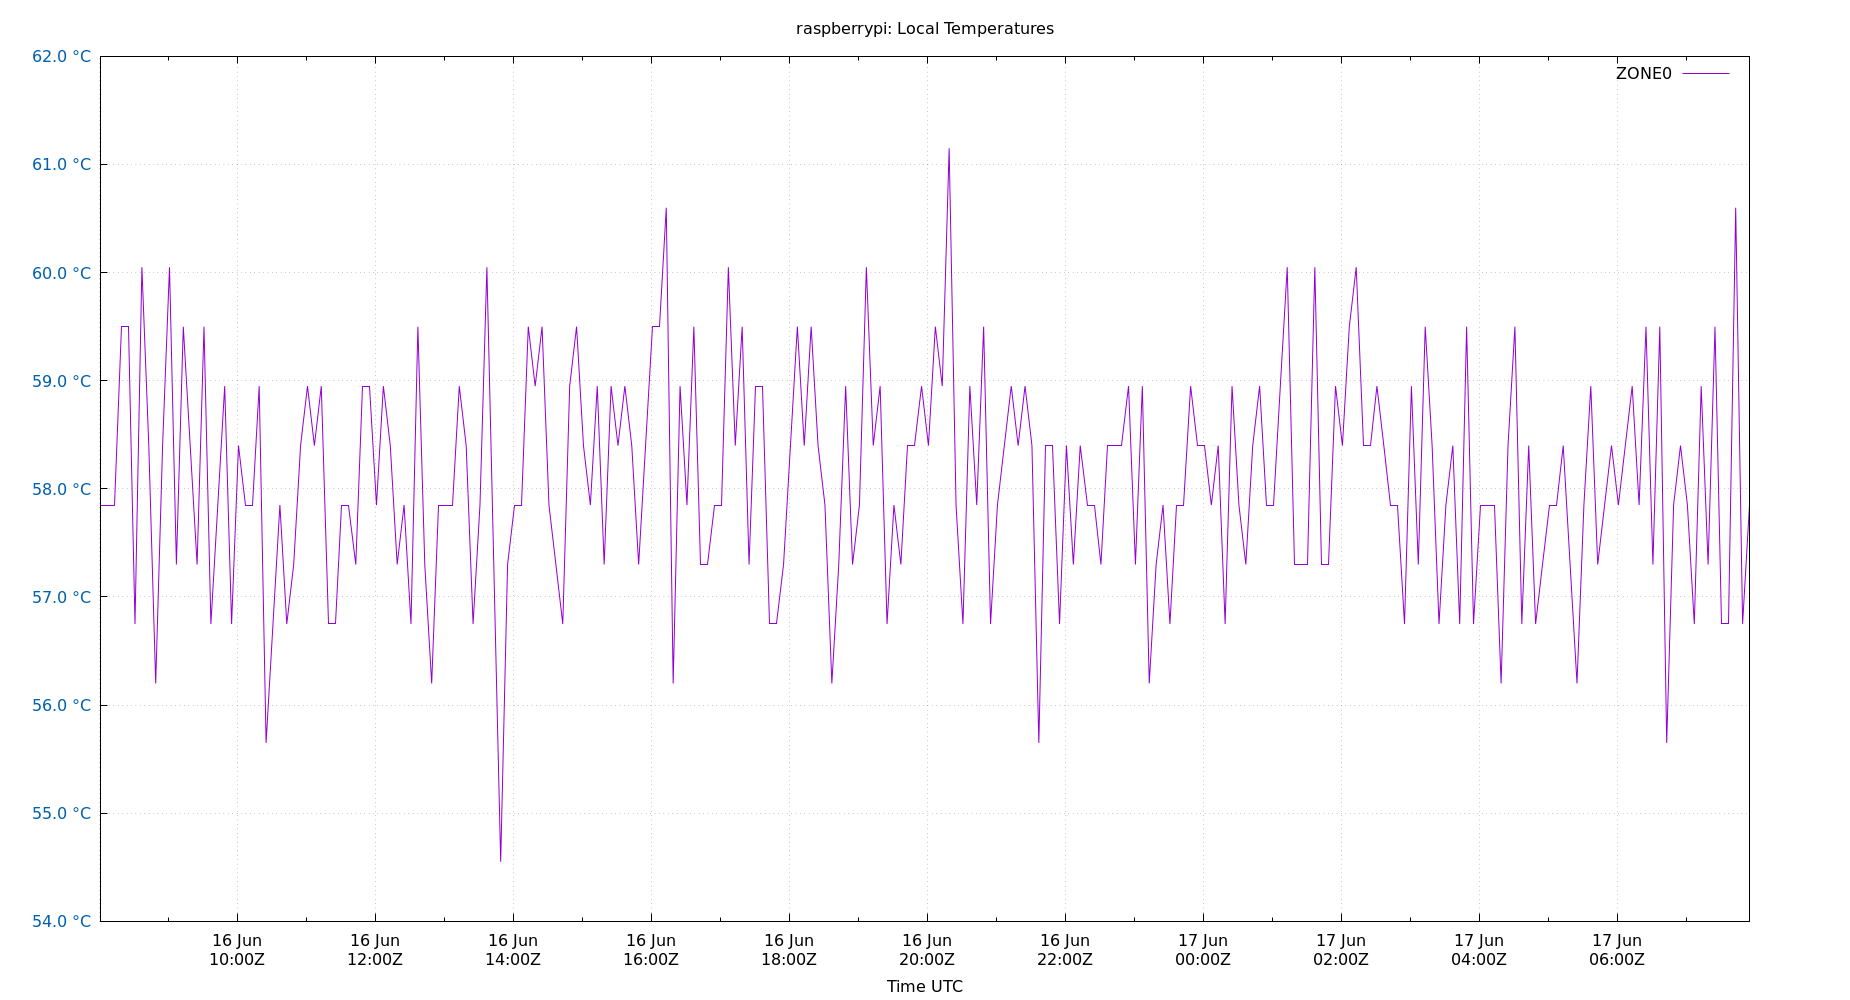 raspberrypi: Local Temperatures
62.0 °C
ZONE0
61.0 °C
60.0 °C
59.0 °C
58.0 °C
57.0 °C
56.0 °C
55.0 °C
54.0 °C
16 Jun 16 Jun 16 Jun 16 Jun 16 Jun 16 Jun 16 Jun 17 Jun 17 Jun 17 Jun 17 Jun
10:00Z 12:00Z 14:00Z 16:00Z 18:00Z 20:00Z 22:00Z 00:00Z 02:00Z 04:00Z 06:00Z
Time UTC